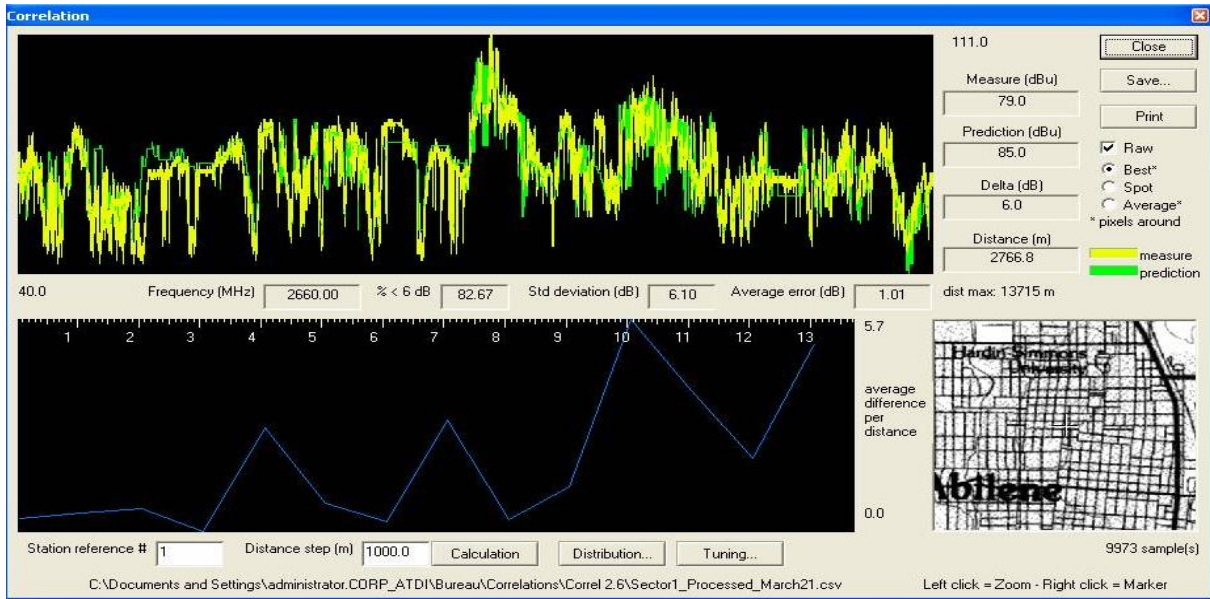 Correlation
111.0
Close
Measure (dBu)
79.0
Save...
Prediction (dBu)
85.0
Print
Raw
Best*
Spot
Average*
* pixels around
Delta (dB)
6.0
Distance (m)
2766.8
measure
prediction
40.0
Frequency (MHz) 2660.00 % < 6 dB 82.67 Std deviation (dB) 6.10 Average error (dB) 1.01 dist max: 13715 m
1 2 3 4 5 6 7 8 9 10 11 12 13
5.7
average
difference
per
distance
0.0
Hardin Simmons
University
Abilene
Station reference # 1 Distance step (m) 1000.0 Calculation Distribution... Tuning... 9973 sample(s)
C:\Documents and Settings\administrator.CORP_ATDI\Bureau\Correlations\Correl 2.6\Sector1_Processed_March21.csv Left click = Zoom - Right click = Marker